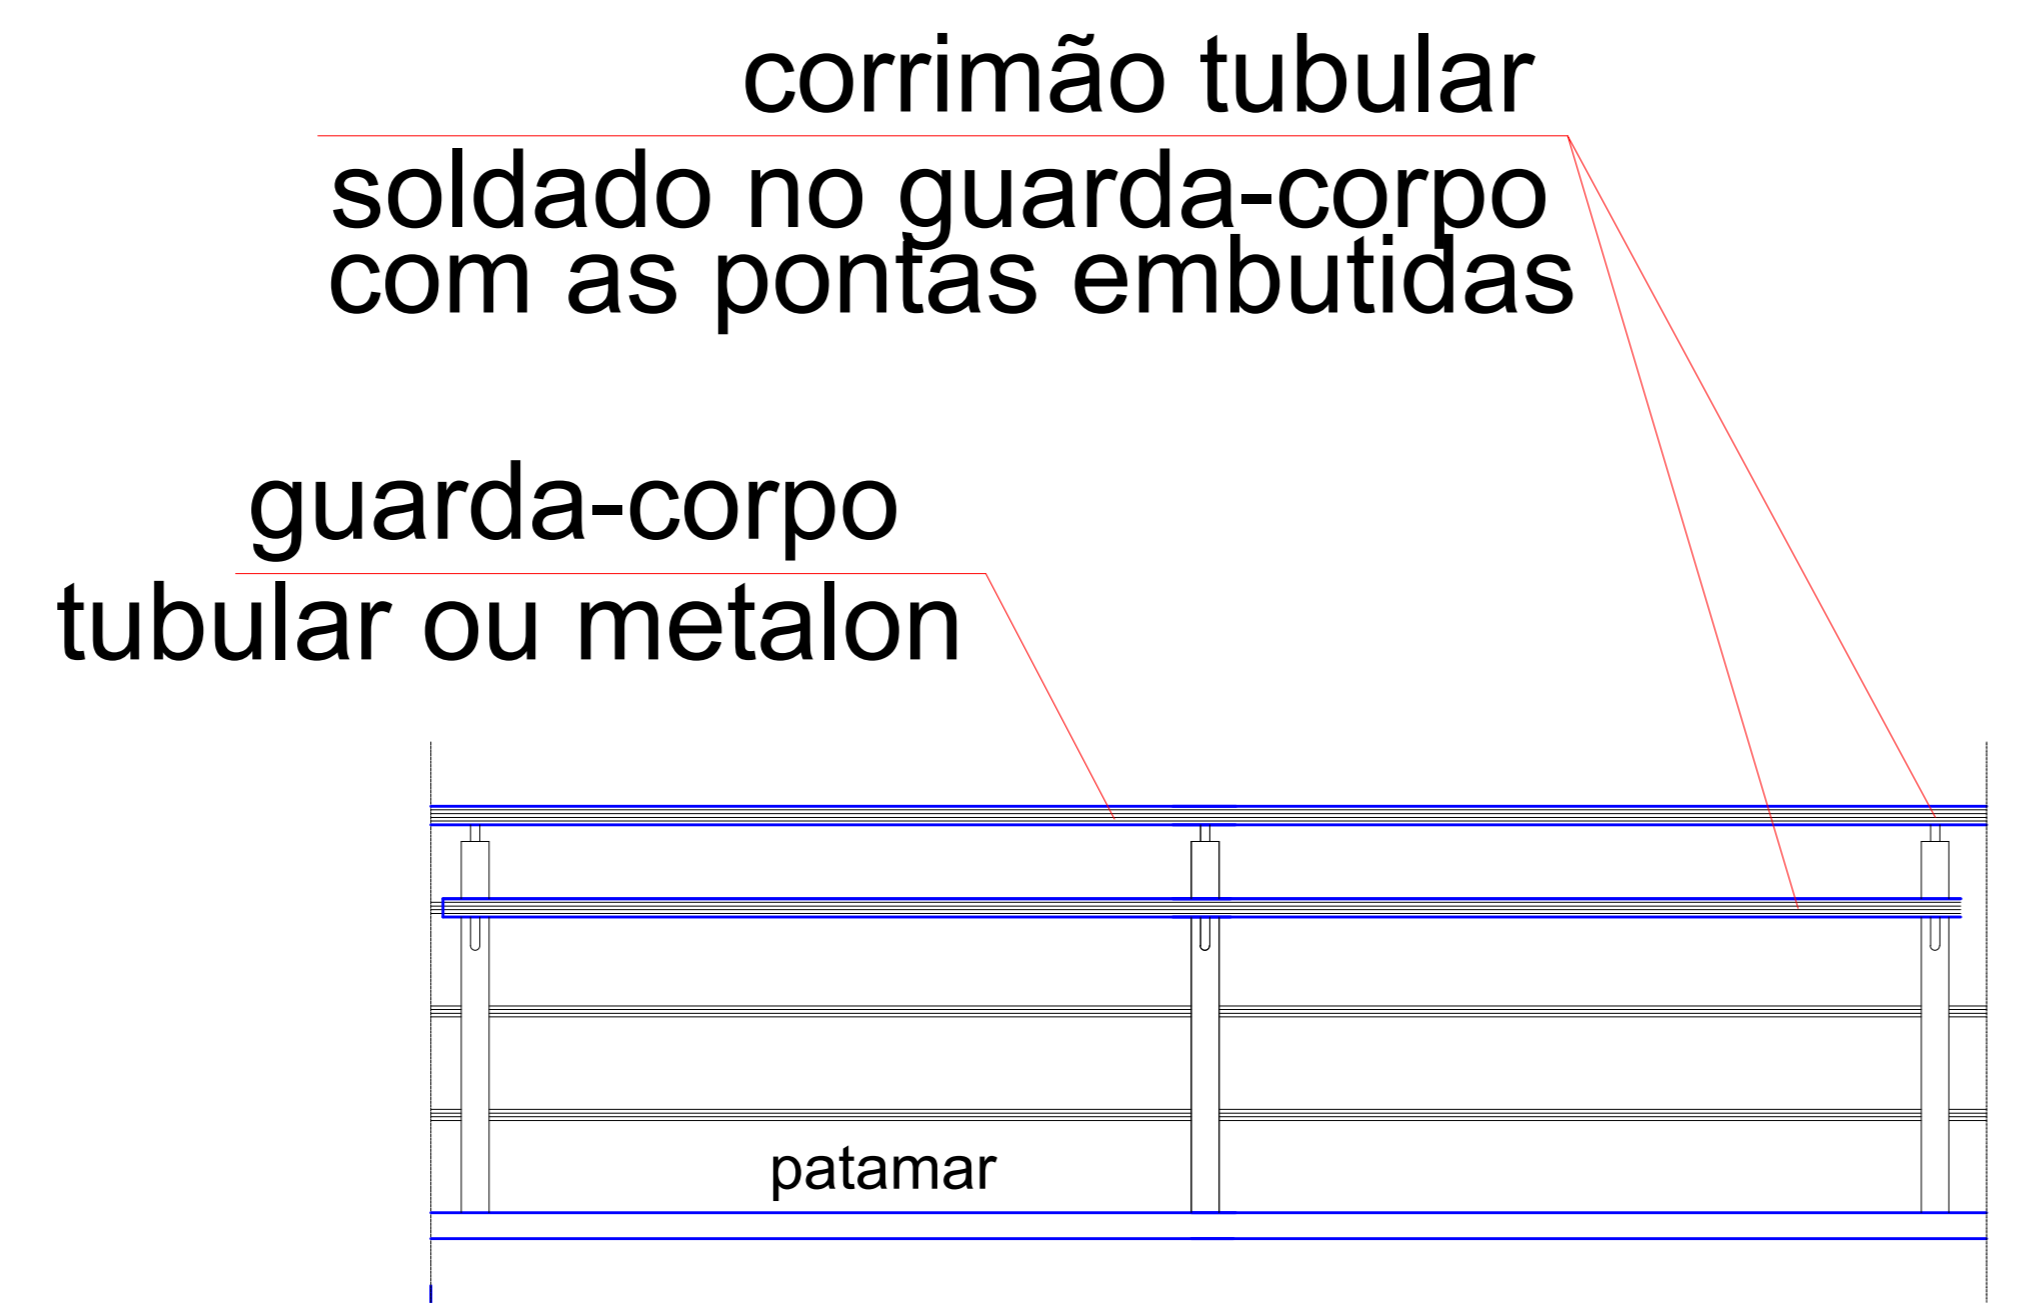 corrimão tubular
soldado no guarda-corpo
com as pontas embutidas
guarda-corpo
tubular ou metalon
patamar